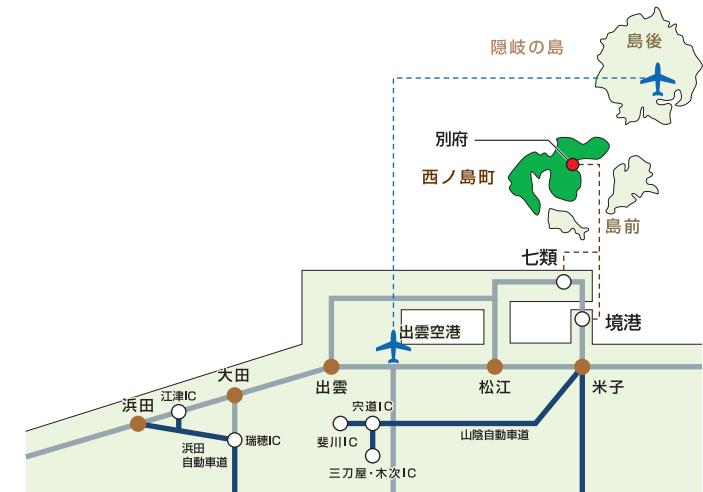 隠岐の島
島後
別府
西ノ島町
島前
七類
境港
出雲空港
大田
出雲
松江
米子
江津IC
浜田
宍道IC
瑞穂IC
斐川IC
山陰自動車道
浜田
自動車道
三刀屋・木次IC